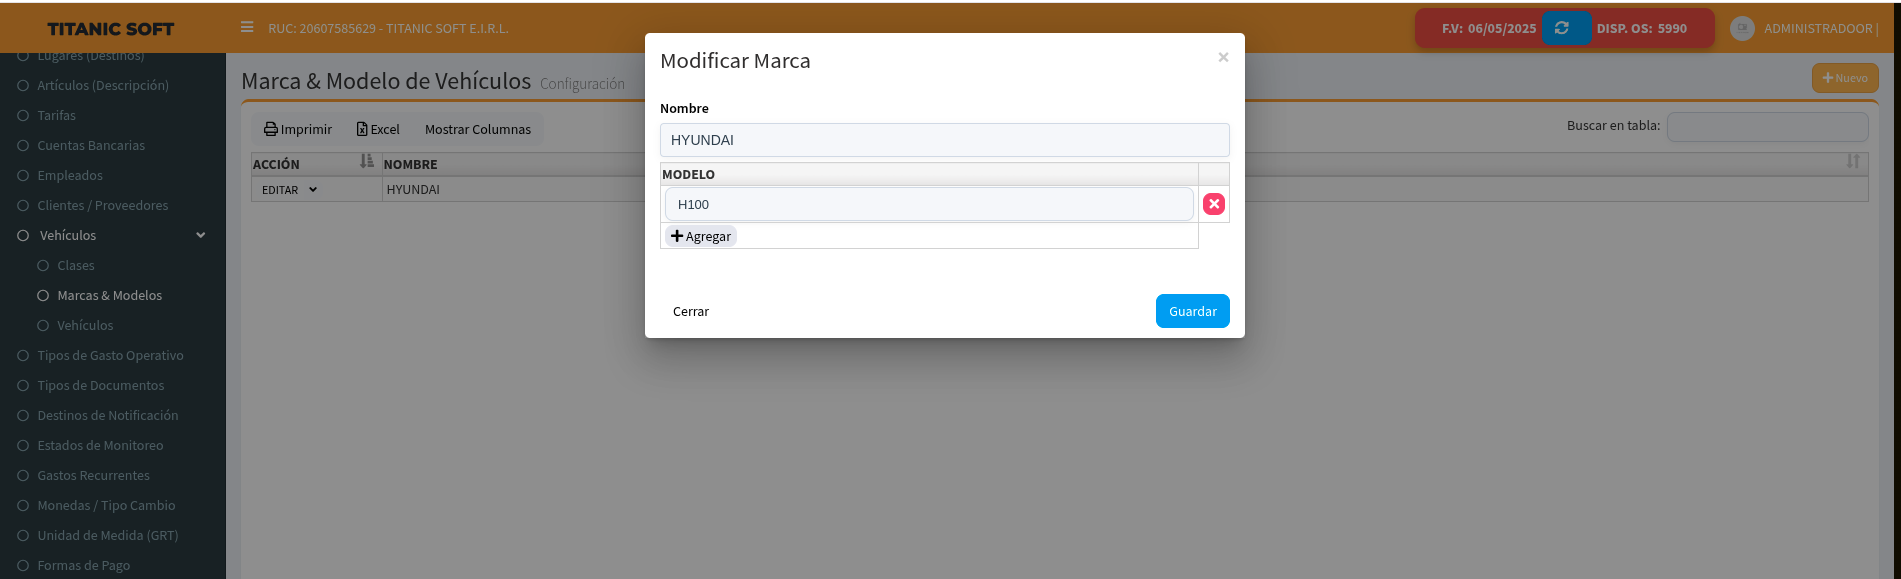 TITANIC SOFT
RUC: 20607585629 - TITANIC SOFT E.I.R.L.
F.V: 06/05/2025
DISP. OS: 5990
ADMINISTRADOOR |
Lugares (Destinos)
Artículos (Descripción)
Tarifas
Cuentas Bancarias
Empleados
Clientes / Proveedores
Vehículos
Clases
Marcas & Modelos
Vehículos
Tipos de Gasto Operativo
Tipos de Documentos
Destinos de Notificación
Estados de Monitoreo
Gastos Recurrentes
Monedas / Tipo Cambio
Unidad de Medida (GRT)
Formas de Pago
Marca & Modelo de Vehículos Configuración
Nuevo
Imprimir
Excel
Mostrar Columnas
Buscar en tabla:
ACCIÓN
NOMBRE
EDITAR
HYUNDAI
Modificar Marca
×
Nombre
HYUNDAI
MODELO
H100
Agregar
Cerrar
Guardar